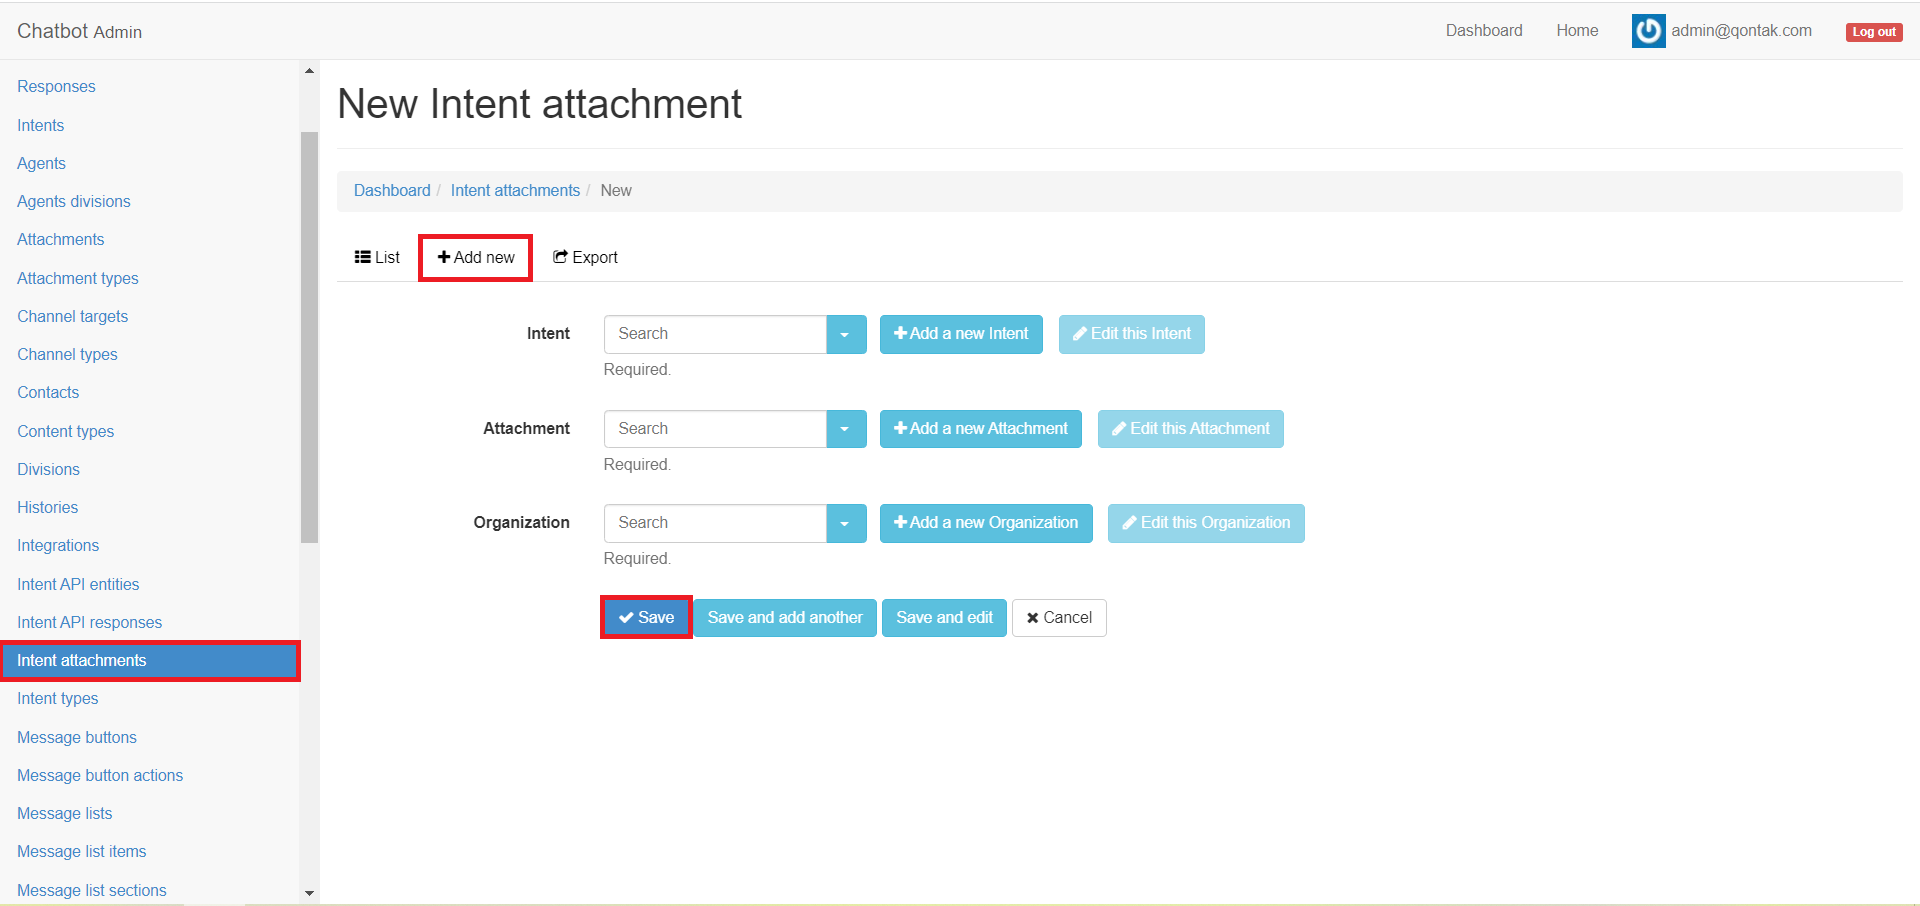 Chatbot Admin
Dashboard
Home
admin@qontak.com
Log out
Responses
Intents
Agents
Agents divisions
Attachments
Attachment types
Channel targets
Channel types
Contacts
Content types
Divisions
Histories
Integrations
Intent API entities
Intent API responses
Intent attachments
Intent types
Message buttons
Message button actions
Message lists
Message list items
Message list sections
New Intent attachment
Dashboard / Intent attachments / New
List
Add new
Export
Intent
Search
Add a new Intent
Edit this Intent
Required.
Attachment
Search
Add a new Attachment
Edit this Attachment
Required.
Organization
Search
Add a new Organization
Edit this Organization
Required.
Save
Save and add another
Save and edit
Cancel